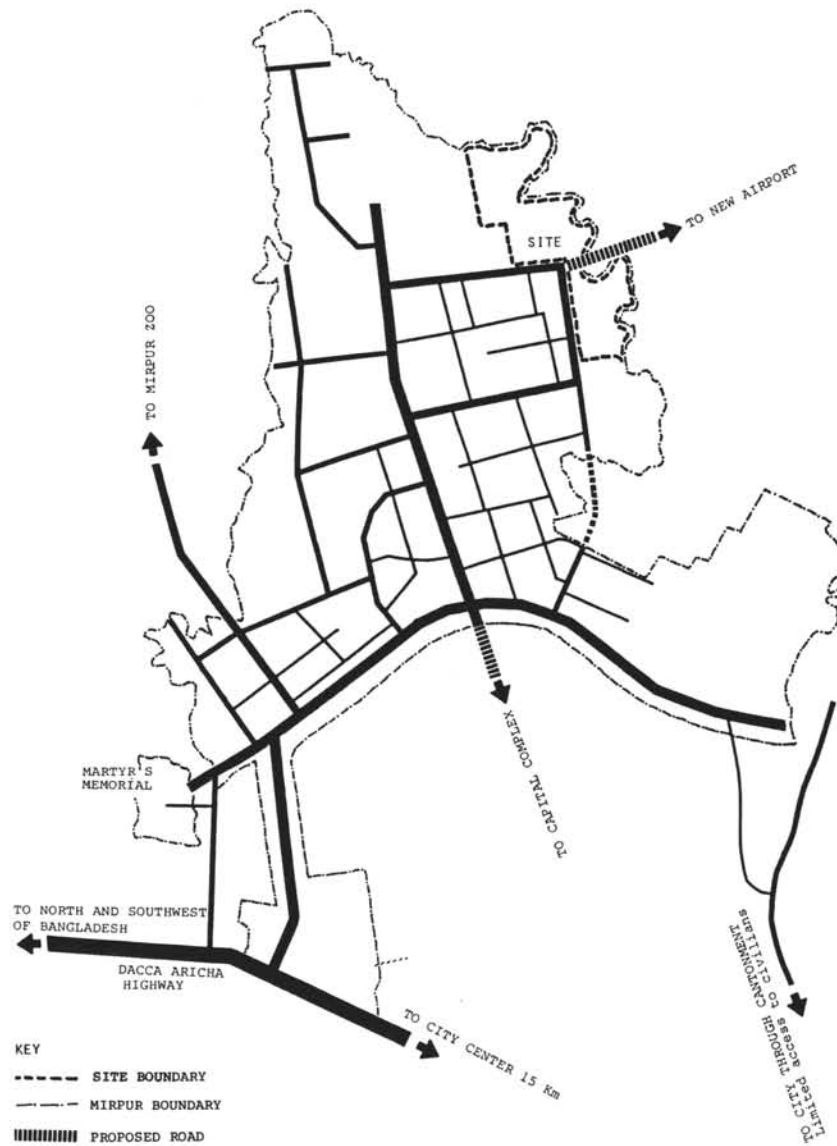 TO NEW AIRPORT
SITE
TO MIRPUR ZOO
MARTYR'S
MEMORIAL
TO CAPITAL COMPLEX
TO NORTH AND SOUTHWEST
OF BANGLADESH
DACCA ARICHA
HIGHWAY
TO CITY CENTER 15 Km
TO CITY THROUGH CANTONMENT
Limited access to civilians
KEY
SITE BOUNDARY
MIRPUR BOUNDARY
PROPOSED ROAD